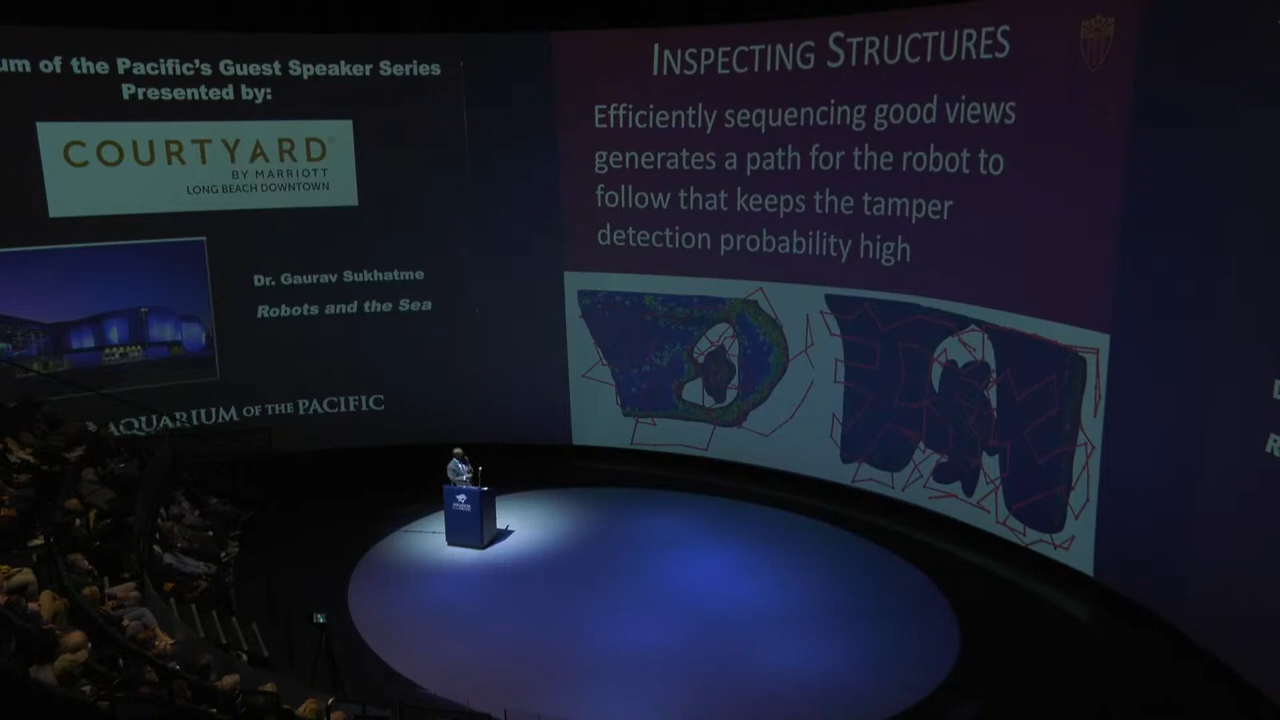 um of the Pacific's Guest Speaker Series
Presented by:
COURTYARD
BY MARRIOTT
LONG BEACH DOWNTOWN
Dr. Gaurav Sukhatme
Robots and the Sea
AQUARIUM OF THE PACIFIC
INSPECTING STRUCTURES
Efficiently sequencing good views
generates a path for the robot to
follow that keeps the tamper
detection probability high